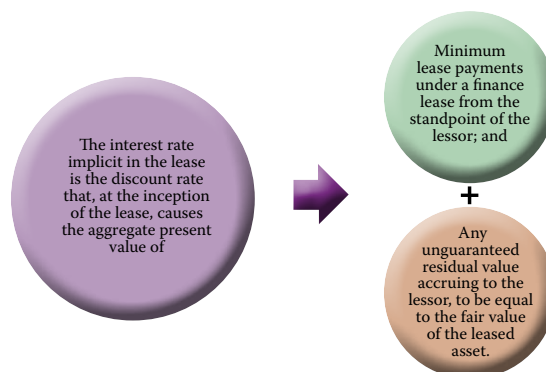 The interest rate
implicit in the lease
is the discount rate
that, at the inception
of the lease, causes
the aggregate present
value of
Minimum
lease payments
under a finance
lease from the
standpoint of the
lessor; and
+
Any
unguaranteed
residual value
accruing to the
lessor, to be equal
to the fair value
of the leased
asset.